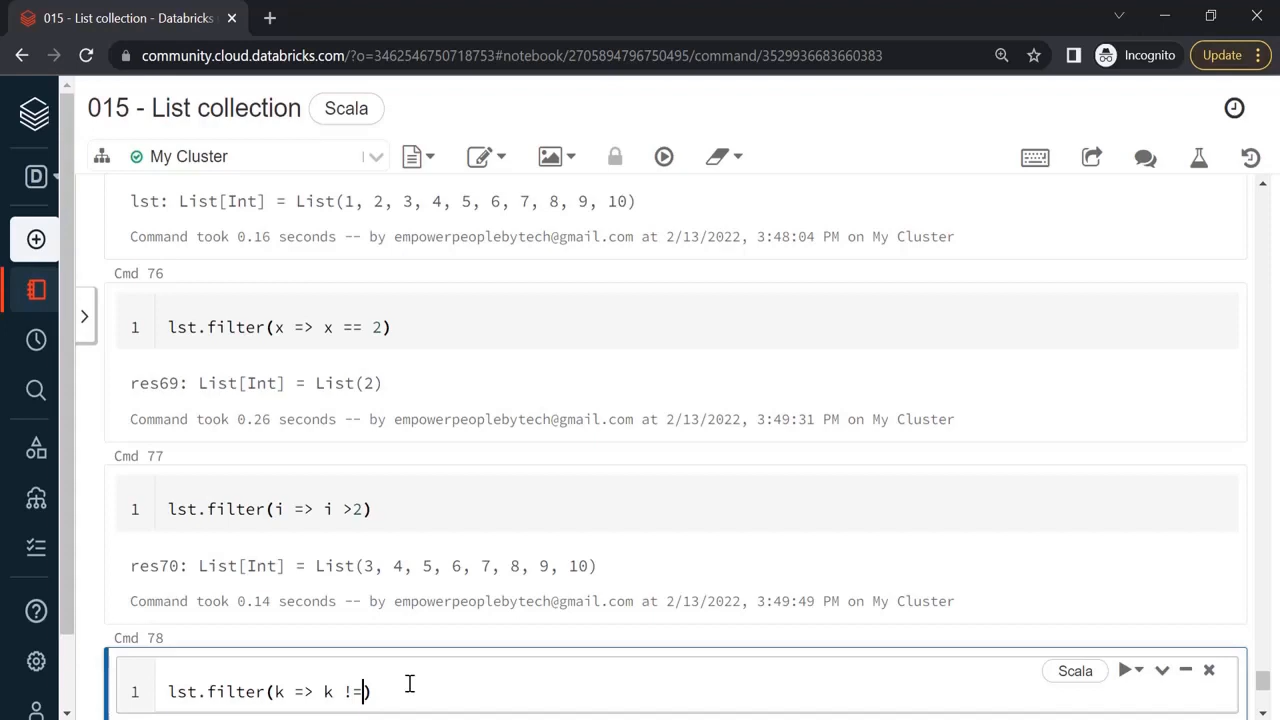 015 - List collection - Databricks
community.cloud.databricks.com/?o=3462546750718753#notebook/2705894796750495/command/3529936683660383
Incognito
Update
015 - List collection
Scala
My Cluster
D
lst: List[Int] = List(1, 2, 3, 4, 5, 6, 7, 8, 9, 10)
Command took 0.16 seconds -- by empowerpeoplebytech@gmail.com at 2/13/2022, 3:48:04 PM on My Cluster
Cmd 76
1 lst.filter(x => x == 2)
res69: List[Int] = List(2)
Command took 0.26 seconds -- by empowerpeoplebytech@gmail.com at 2/13/2022, 3:49:31 PM on My Cluster
Cmd 77
1 lst.filter(i => i >2)
res70: List[Int] = List(3, 4, 5, 6, 7, 8, 9, 10)
Command took 0.14 seconds -- by empowerpeoplebytech@gmail.com at 2/13/2022, 3:49:49 PM on My Cluster
Cmd 78
Scala
1 lst.filter(k => k !=)